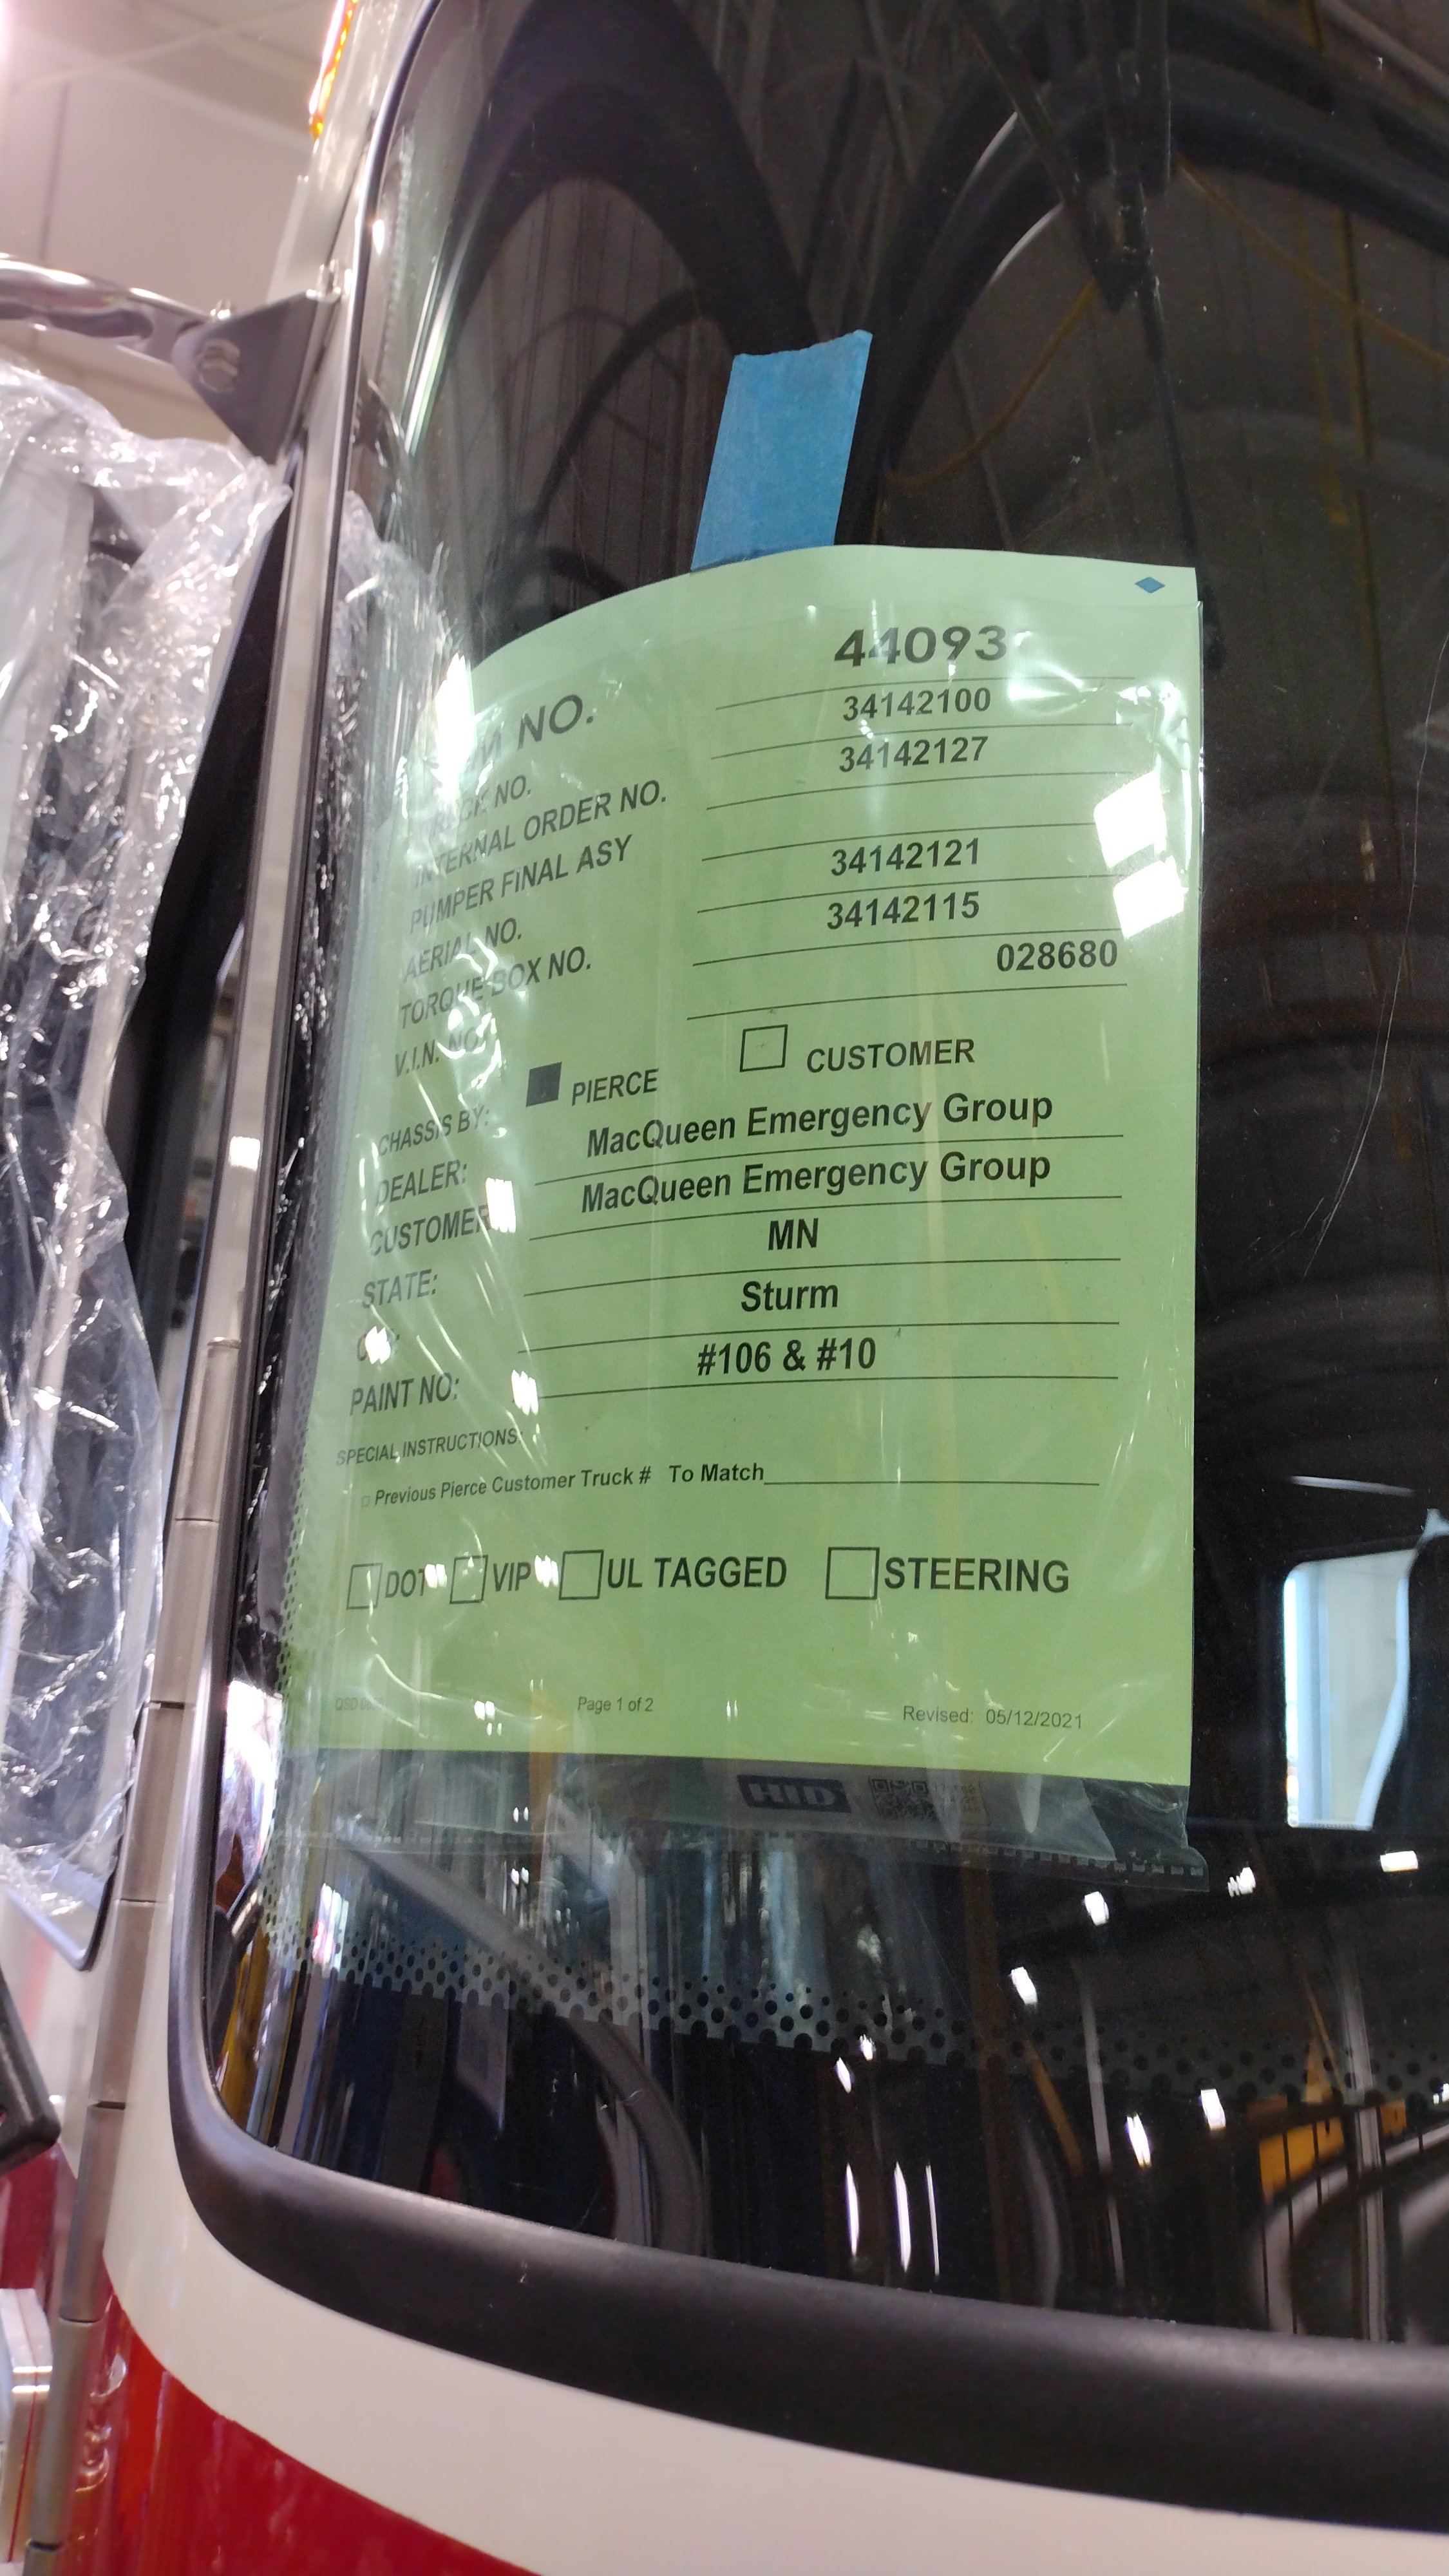 NO. 44093
NO. 34142100
INTERNAL ORDER NO. 34142127
PUMPER FINAL ASY
AERIAL NO. 34142121
TORQUE BOX NO. 34142115
V.I.N. NO. 028680
CHASSIS BY: PIERCE CUSTOMER
DEALER: MacQueen Emergency Group
CUSTOMER MacQueen Emergency Group
STATE: MN
Sturm
PAINT NO: #106 & #10
SPECIAL INSTRUCTIONS:
Previous Pierce Customer Truck # To Match
DOT VIP UL TAGGED STEERING
QSD Page 1 of 2 Revised: 05/12/2021
HID